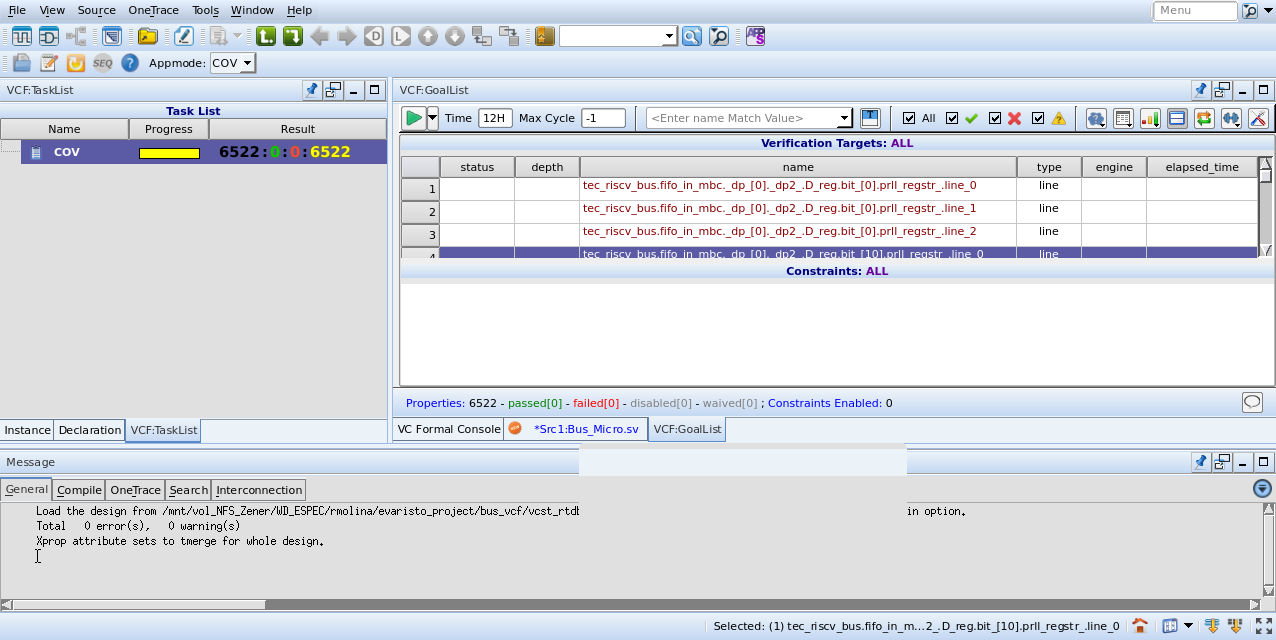 File View Source OneTrace Tools Window Help Menu
SEQ Appmode: COV
VCF:TaskList
Task List
Name Progress Result
COV 6522:0:0:6522
Instance Declaration VCF:TaskList
VCF:GoalList
Time 12H Max Cycle -1 <Enter name Match Value> All
Verification Targets: ALL
status depth name type engine elapsed_time
1 tec_riscv_bus.fifo_in_mbc._dp_[0]._dp2_.D_reg.bit_[0].prll_regstr_.line_0 line
2 tec_riscv_bus.fifo_in_mbc._dp_[0]._dp2_.D_reg.bit_[0].prll_regstr_.line_1 line
3 tec_riscv_bus.fifo_in_mbc._dp_[0]._dp2_.D_reg.bit_[0].prll_regstr_.line_2 line
4 tec_riscv_bus.fifo_in_mbc._dp_[0]._dp2_.D_reg.bit_[10].prll_regstr_.line_0 line
Constraints: ALL
Properties: 6522 - passed[0] - failed[0] - disabled[0] - waived[0] ; Constraints Enabled: 0
VC Formal Console *Src1:Bus_Micro.sv VCF:GoalList
Message
General Compile OneTrace Search Interconnection
Load the design from /mnt/vol_NFS_Zener/WD_ESPEC/rmolina/evaristo_project/bus_vcf/vcst_rtdb in option.
Total 0 error(s), 0 warning(s)
Xprop attribute sets to tmerge for whole design.
Selected: (1) tec_riscv_bus.fifo_in_m...2_.D_reg.bit_[10].prll_regstr_.line_0